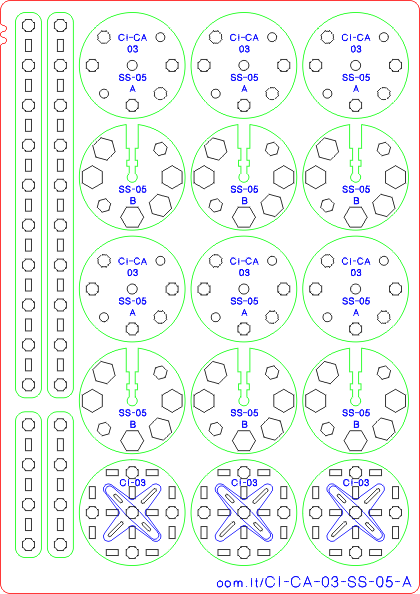 Ci-CA Ci-CA Ci-CA
03 03 03
SS-05 SS-05 SS-05
A A A
SS-05 SS-05 SS-05
B B B
Ci-CA Ci-CA Ci-CA
03 03 03
SS-05 SS-05 SS-05
A A A
SS-05 SS-05 SS-05
B B B
Ci-03 Ci-03 Ci-03
oom.lt/CI-CA-03-SS-05-A